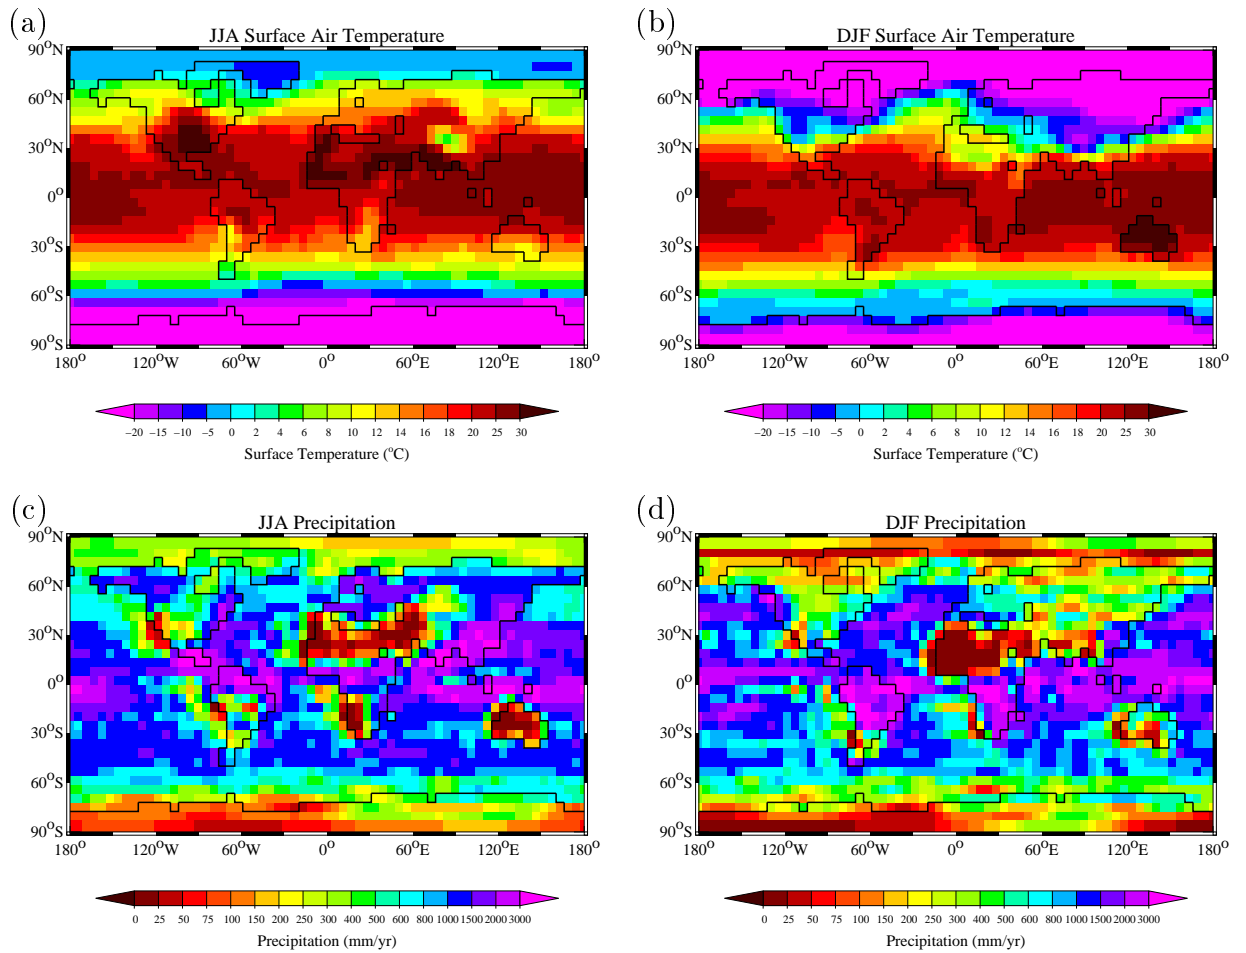 (a)
JJA Surface Air Temperature
90°N
60°N
30°N
0°
30°S
60°S
90°S
180° 120°W 60°W 0° 60°E 120°E 180°
−20 −15 −10 −5 0 2 4 6 8 10 12 14 16 18 20 25 30
Surface Temperature (°C)
(b)
DJF Surface Air Temperature
90°N
60°N
30°N
0°
30°S
60°S
90°S
180° 120°W 60°W 0° 60°E 120°E 180°
−20 −15 −10 −5 0 2 4 6 8 10 12 14 16 18 20 25 30
Surface Temperature (°C)
(c)
JJA Precipitation
90°N
60°N
30°N
0°
30°S
60°S
90°S
180° 120°W 60°W 0° 60°E 120°E 180°
0 25 50 75 100 150 200 250 300 400 500 600 800 1000 1500 2000 3000
Precipitation (mm/yr)
(d)
DJF Precipitation
90°N
60°N
30°N
0°
30°S
60°S
90°S
180° 120°W 60°W 0° 60°E 120°E 180°
0 25 50 75 100 150 200 250 300 400 500 600 800 1000 1500 2000 3000
Precipitation (mm/yr)